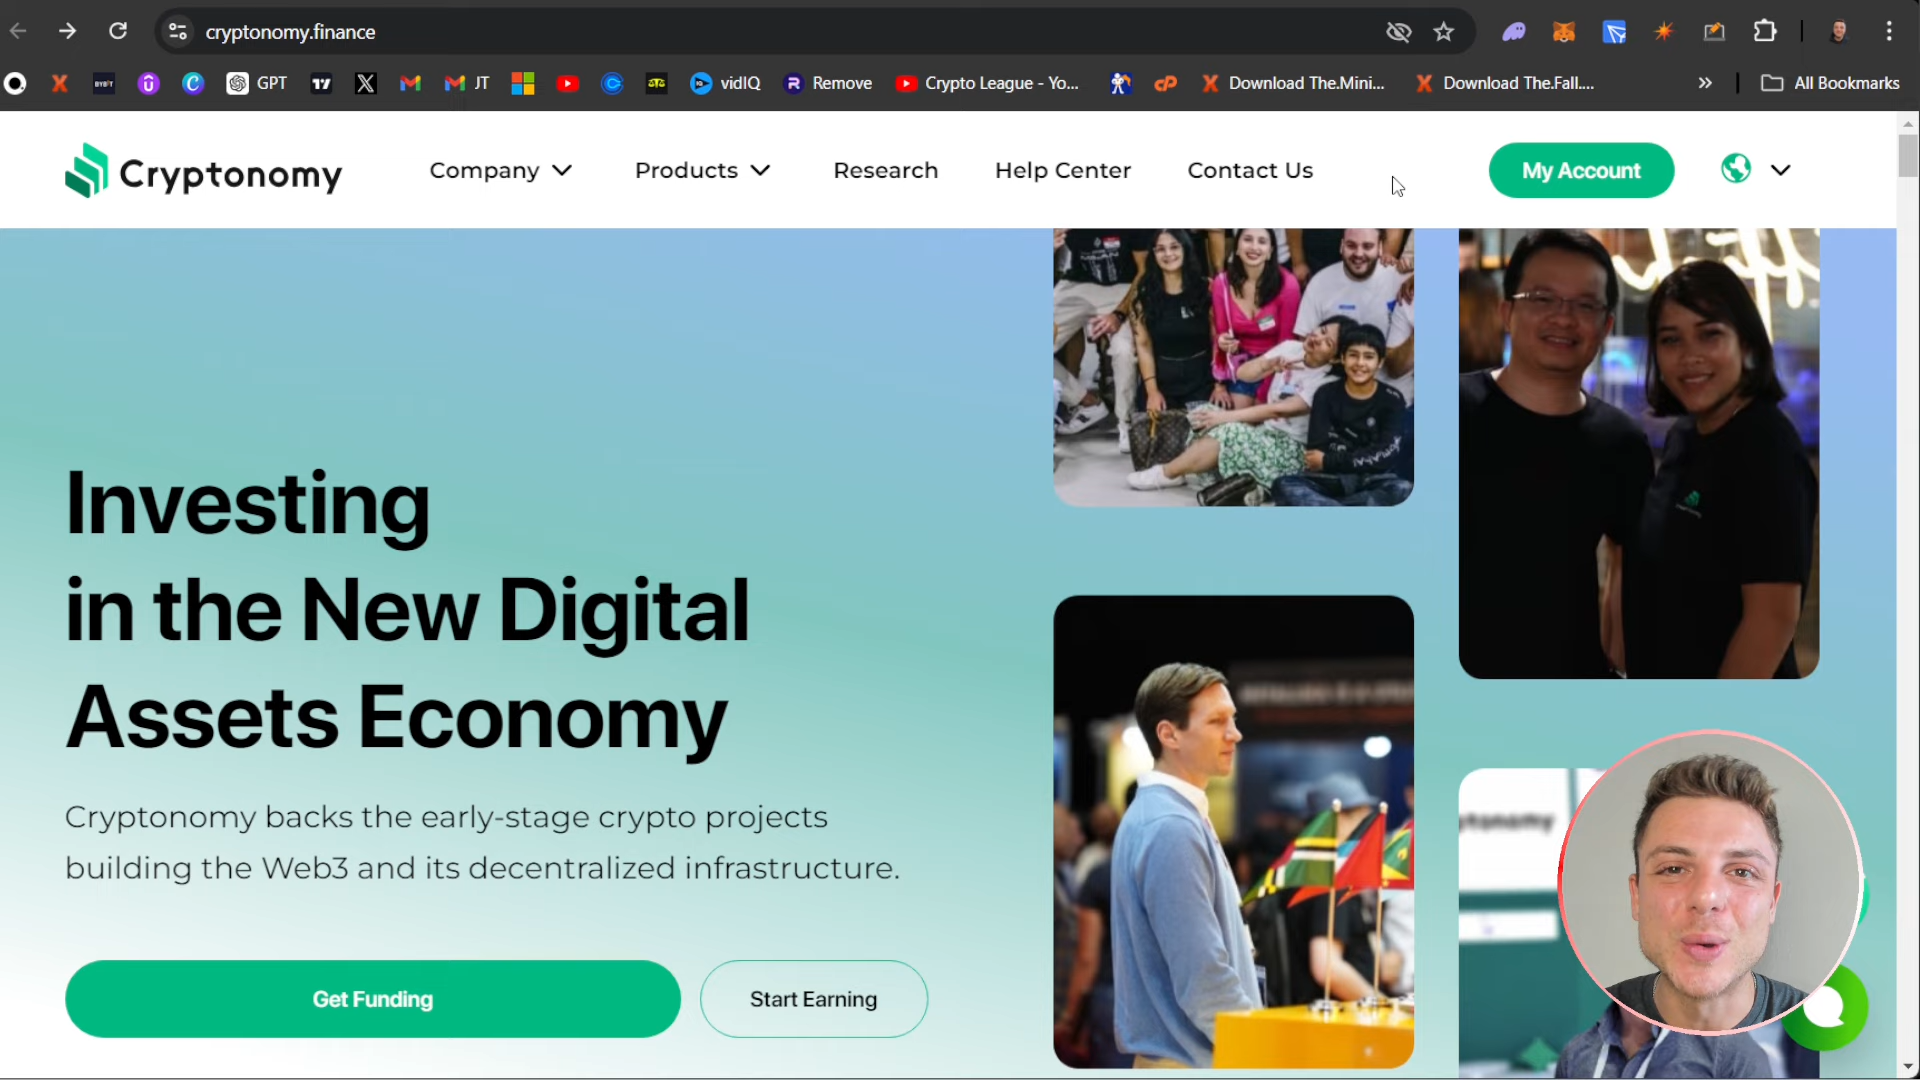 cryptonomy.finance
BYBIT
GPT
X
JT
vidIQ
Remove
Crypto League - Yo...
Download The.Mini...
Download The.Fall....
All Bookmarks
Cryptonomy
Company
Products
Research
Help Center
Contact Us
My Account
Investing
in the New Digital
Assets Economy
Cryptonomy backs the early-stage crypto projects
building the Web3 and its decentralized infrastructure.
Get Funding
Start Earning